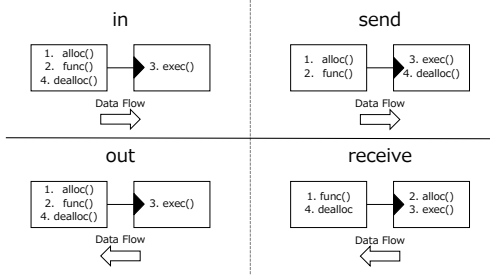 in
1. alloc()
2. func()
4. dealloc()
3. exec()
Data Flow
send
1. alloc()
2. func()
3. exec()
4. dealloc()
Data Flow
out
1. alloc()
2. func()
4. dealloc()
3. exec()
Data Flow
receive
1. func()
4. dealloc
2. alloc()
3. exec()
Data Flow